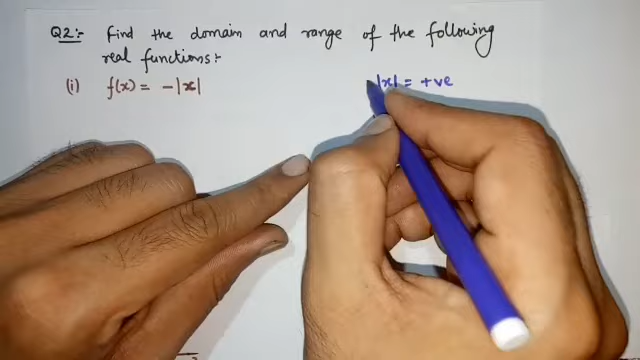 Q2:- Find the domain and range of the following
real functions:-
(i) f(x) = -|x|
|x| = +ve